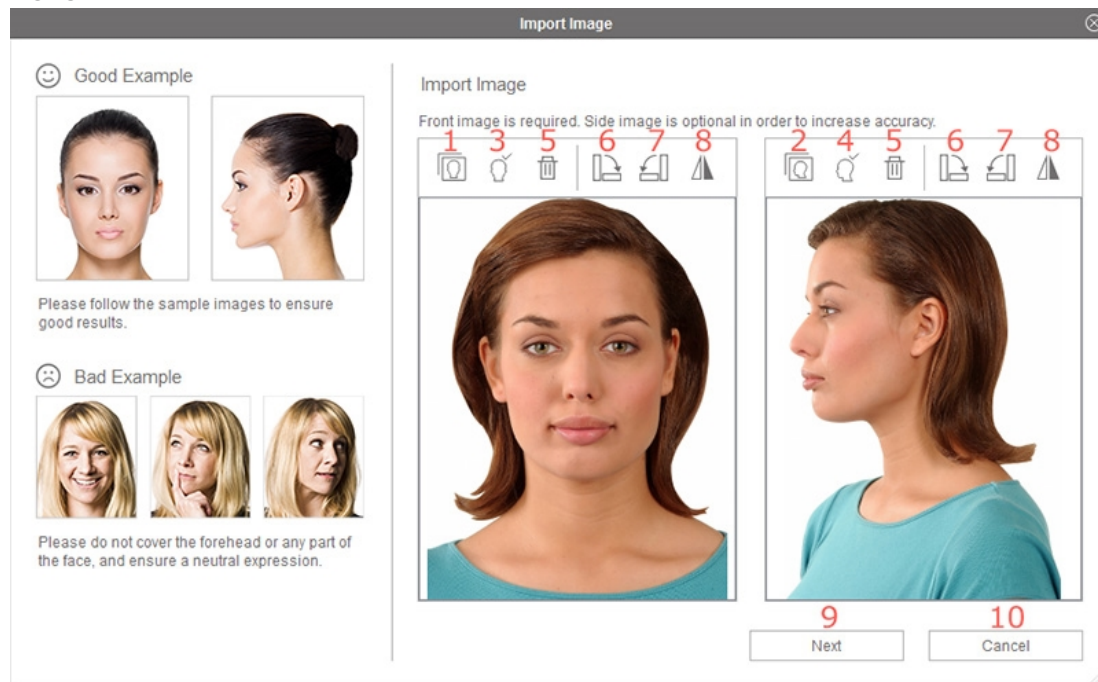 Import Image
Good Example
Please follow the sample images to ensure
good results.
Bad Example
Please do not cover the forehead or any part of
the face, and ensure a neutral expression.
Import Image
Front image is required. Side image is optional in order to increase accuracy.
1 3 5 6 7 8
2 4 5 6 7 8
9
10
Next
Cancel